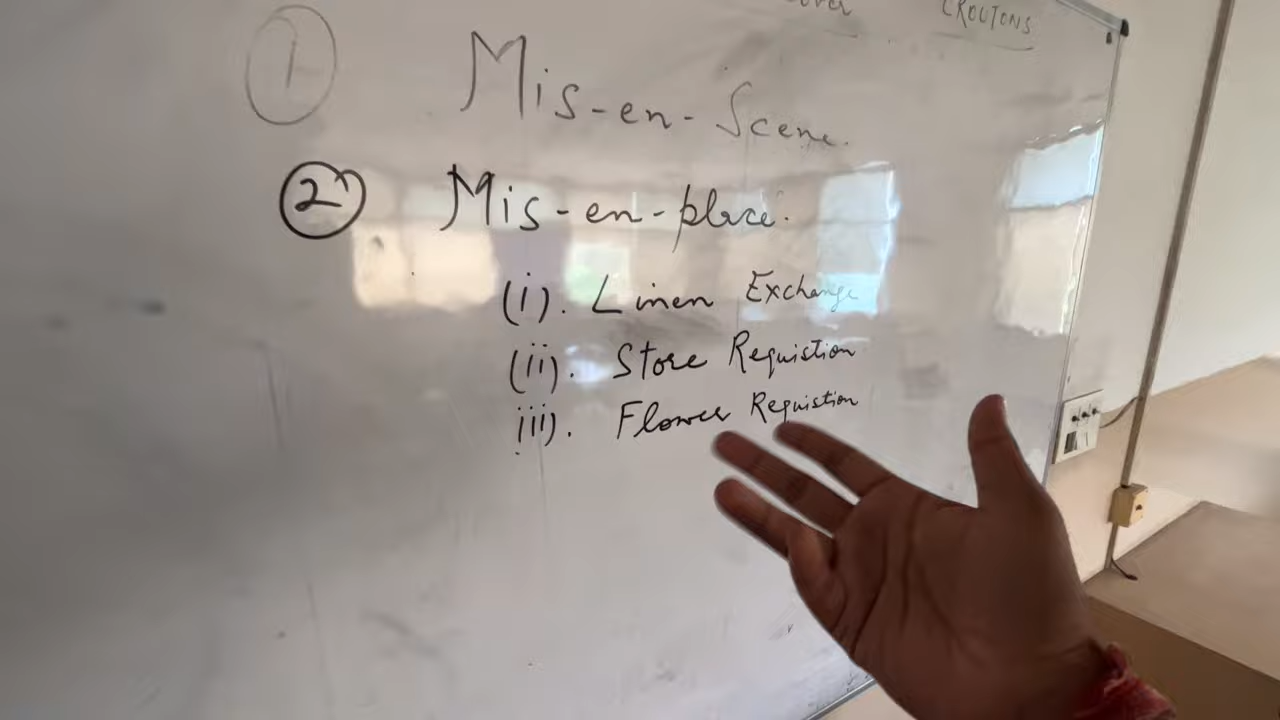 CROUTONS
1 Mis-en-Scene.
2 Mis-en-place.
(i). Linen Exchange
(ii). Store Requistion
iii). Flower Requistion